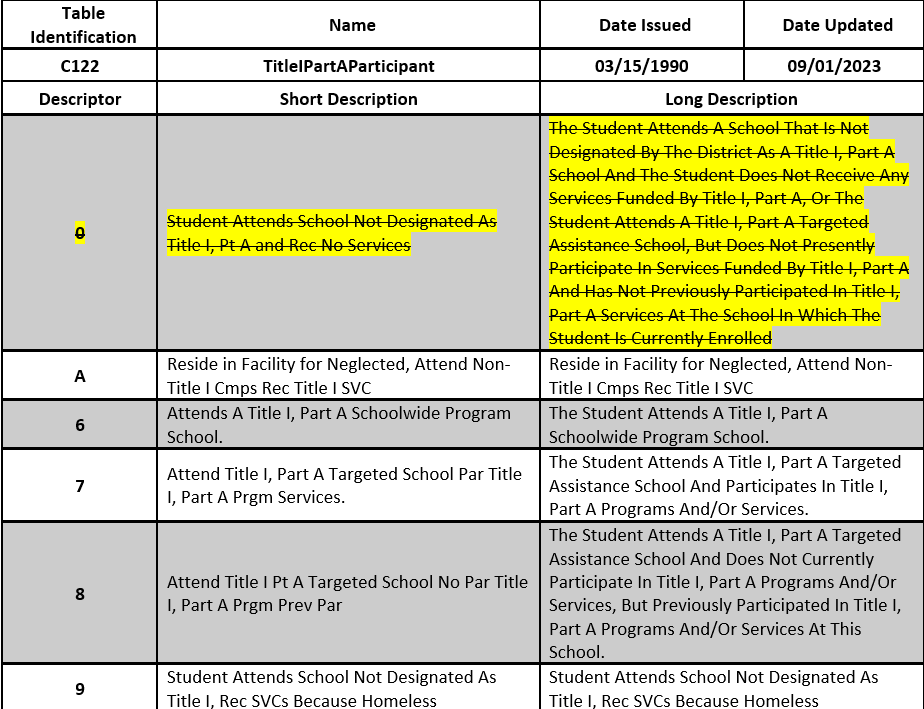 Table
Identification
Name
Date Issued
Date Updated
C122
TitleIPartAParticipant
03/15/1990
09/01/2023
Descriptor
Short Description
Long Description
0
Student Attends School Not Designated As
Title I, Pt A and Rec No Services
The Student Attends A School That Is Not
Designated By The District As A Title I, Part A
School And The Student Does Not Receive Any
Services Funded By Title I, Part A, Or The
Student Attends A Title I, Part A Targeted
Assistance School, But Does Not Presently
Participate In Services Funded By Title I, Part A
And Has Not Previously Participated In Title I,
Part A Services At The School In Which The
Student Is Currently Enrolled
A
Reside in Facility for Neglected, Attend Non-
Title I Cmps Rec Title I SVC
Reside in Facility for Neglected, Attend Non-
Title I Cmps Rec Title I SVC
6
Attends A Title I, Part A Schoolwide Program
School.
The Student Attends A Title I, Part A
Schoolwide Program School.
7
Attend Title I, Part A Targeted School Par Title
I, Part A Prgm Services.
The Student Attends A Title I, Part A Targeted
Assistance School And Participates In Title I,
Part A Programs And/Or Services.
8
Attend Title I Pt A Targeted School No Par Title
I, Part A Prgm Prev Par
The Student Attends A Title I, Part A Targeted
Assistance School And Does Not Currently
Participate In Title I, Part A Programs And/Or
Services, But Previously Participated In Title I,
Part A Programs And/Or Services At This
School.
9
Student Attends School Not Designated As
Title I, Rec SVCs Because Homeless
Student Attends School Not Designated As
Title I, Rec SVCs Because Homeless